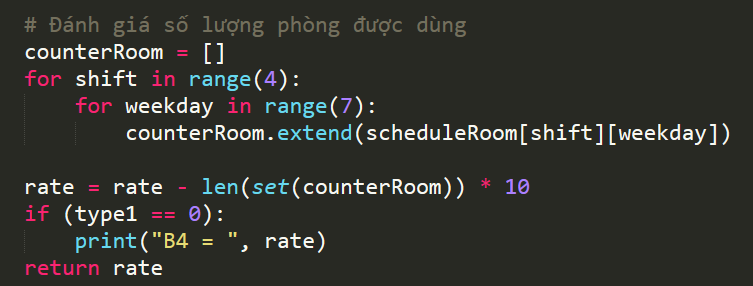 # Đánh giá số lượng phòng được dùng
counterRoom = []
for shift in range(4):
    for weekday in range(7):
        counterRoom.extend(scheduleRoom[shift][weekday])
rate = rate - len(set(counterRoom)) * 10
if (type1 == 0):
    print("B4 = ", rate)
return rate